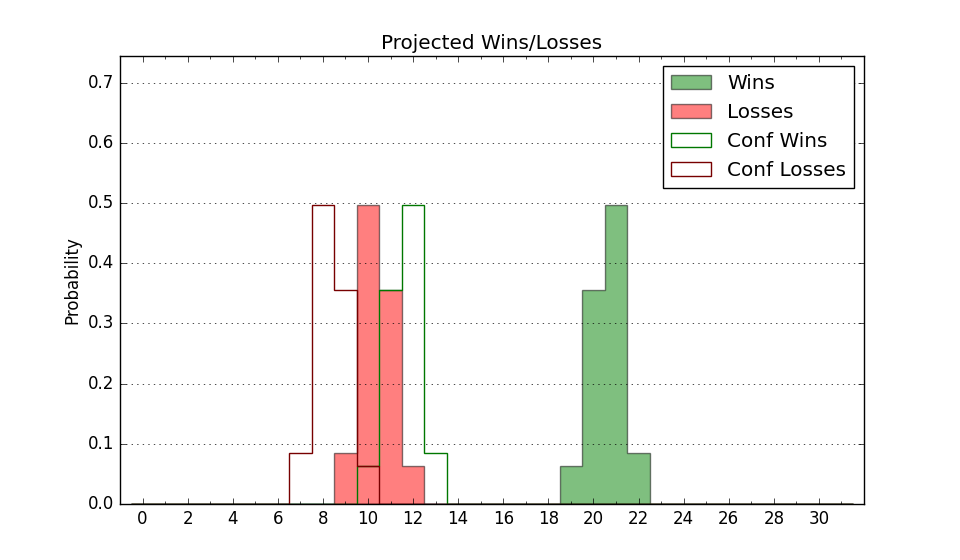 Projected Wins/Losses
Wins
Losses
Conf Wins
Conf Losses
Probability
0.7
0.6
0.5
0.4
0.3
0.2
0.1
0.0
0 2 4 6 8 10 12 14 16 18 20 22 24 26 28 30